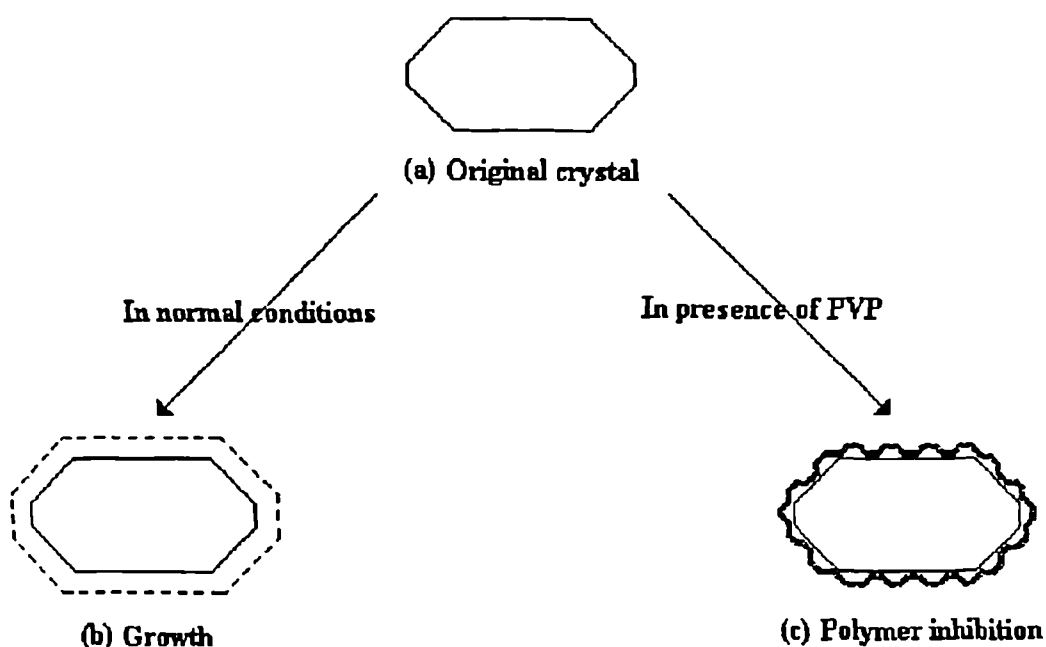 (a) Original crystal
In normal conditions
In presence of PVP
(b) Growth
(c) Polymer inhibition